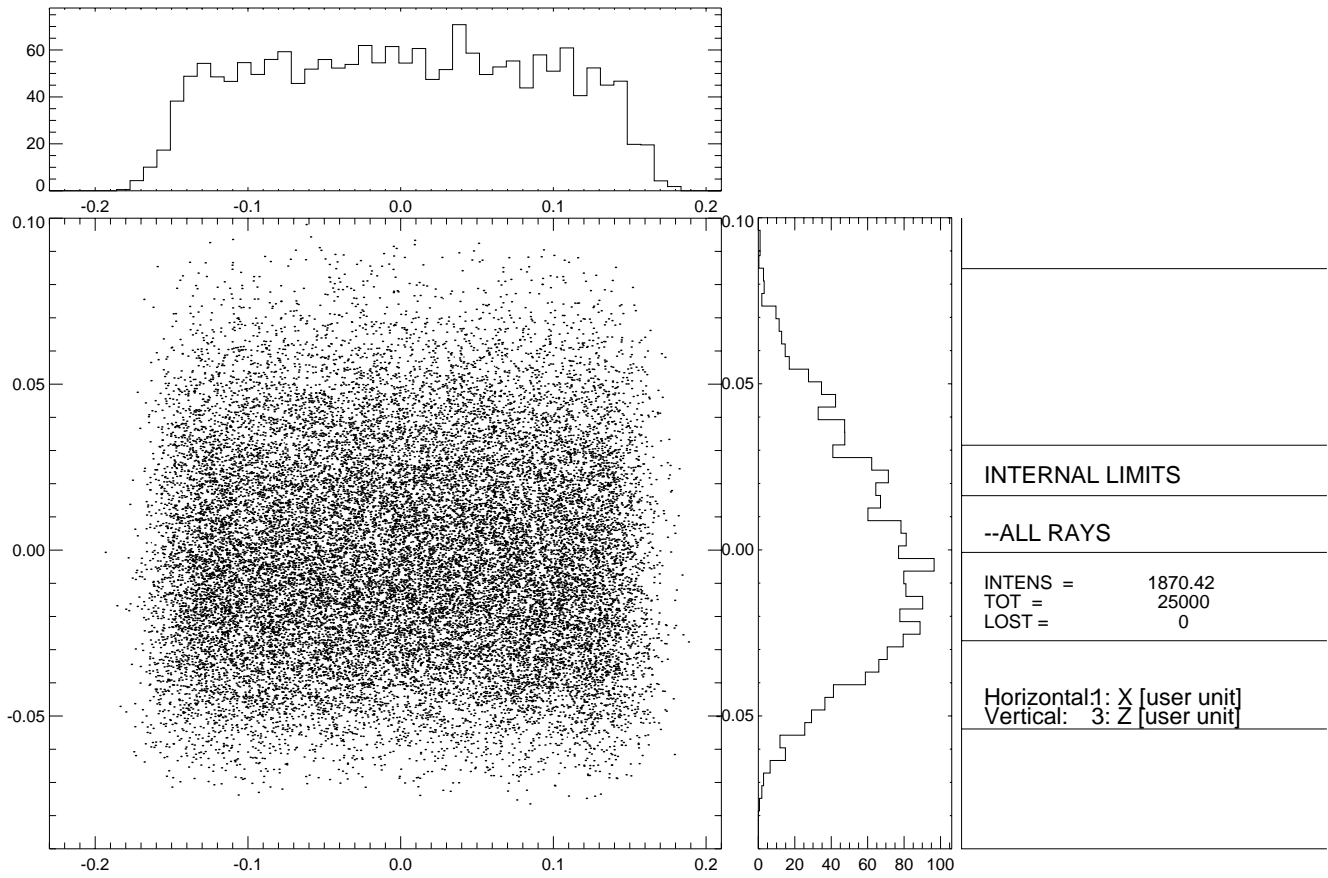 60
40
20
0
-0.2 -0.1 0.0 0.1 0.2
0.10
0.05
0.00
-0.05
-0.2 -0.1 0.0 0.1 0.2
0.10
0.05
0.00
-0.05
0 20 40 60 80 100
INTERNAL LIMITS
--ALL RAYS
INTENS = 1870.42
TOT = 25000
LOST = 0
Horizontal:1: X [user unit]
Vertical: 3: Z [user unit]